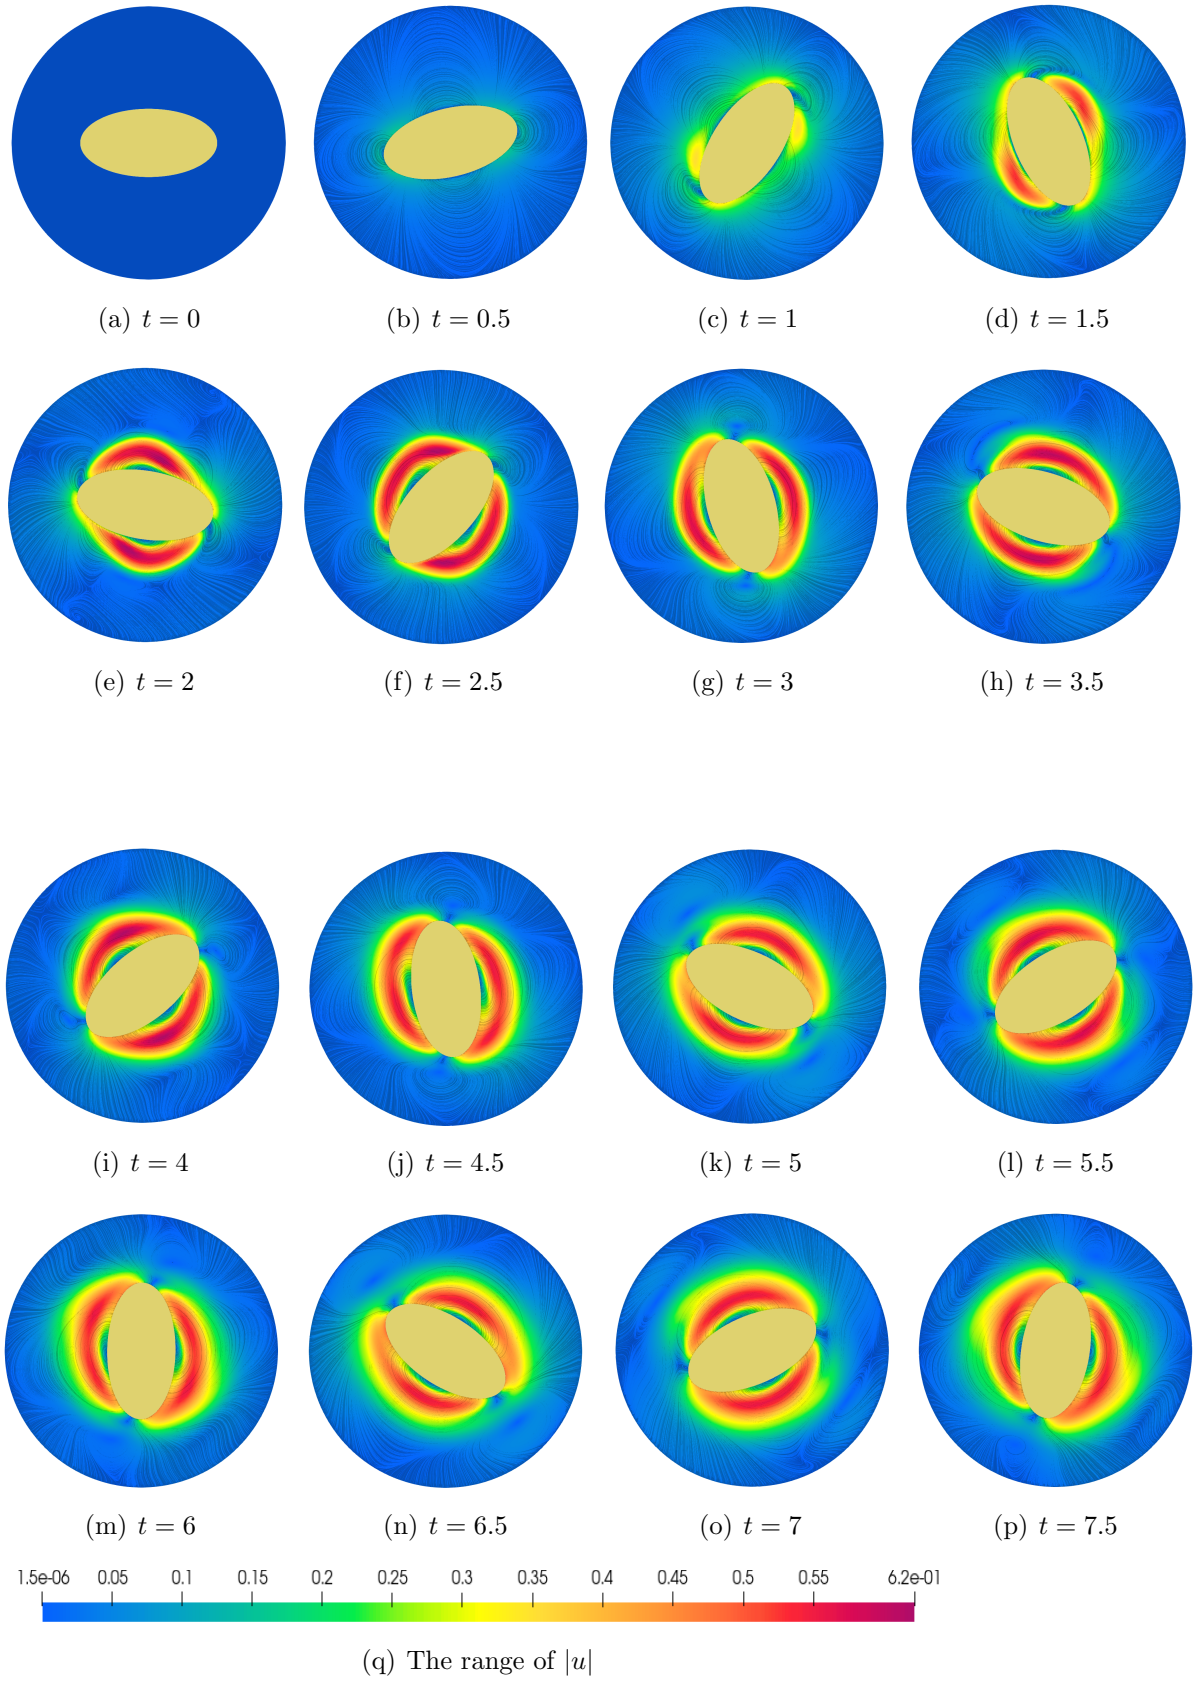 (a) t = 0 (b) t = 0.5 (c) t = 1 (d) t = 1.5
(e) t = 2 (f) t = 2.5 (g) t = 3 (h) t = 3.5
(i) t = 4 (j) t = 4.5 (k) t = 5 (l) t = 5.5
(m) t = 6 (n) t = 6.5 (o) t = 7 (p) t = 7.5
1.5e-06 0.05 0.1 0.15 0.2 0.25 0.3 0.35 0.4 0.45 0.5 0.55 6.2e-01
(q) The range of |u|